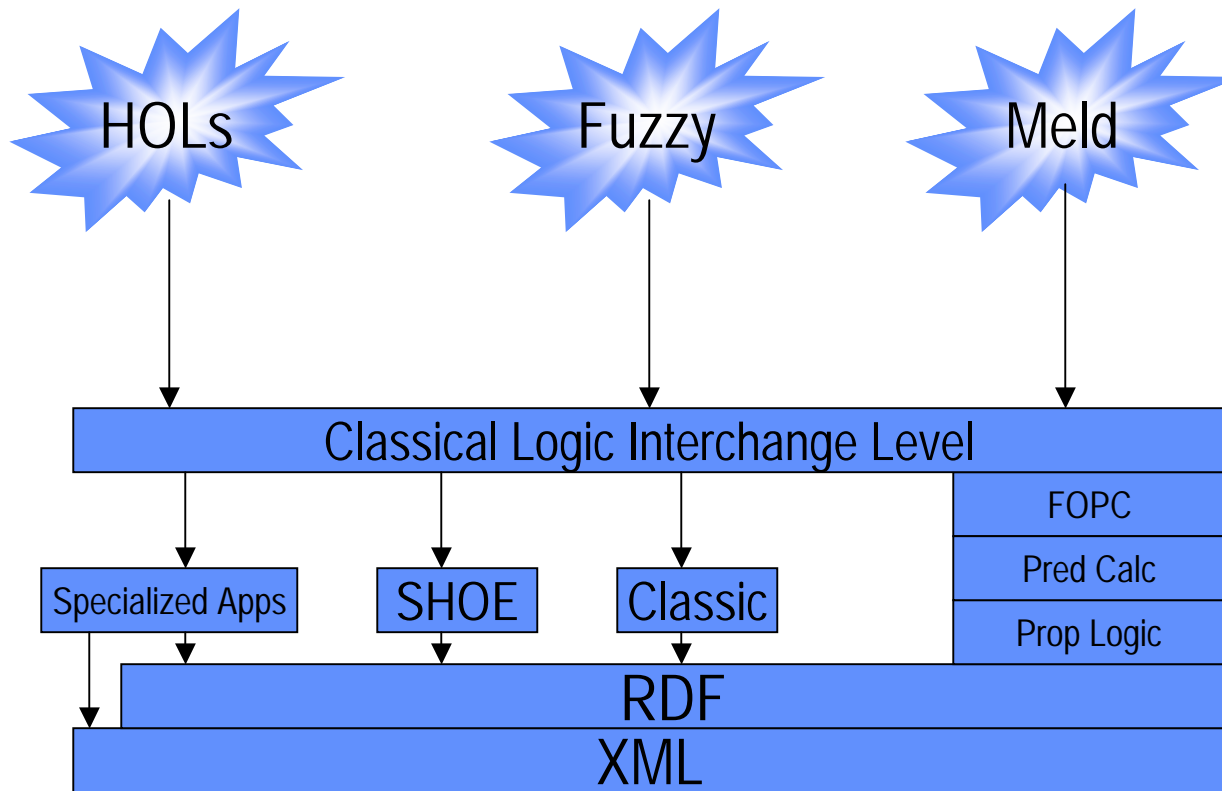 HOLs
Fuzzy
Meld
Classical Logic Interchange Level
FOPC
Pred Calc
Specialized Apps
SHOE
Classic
Prop Logic
RDF
XML